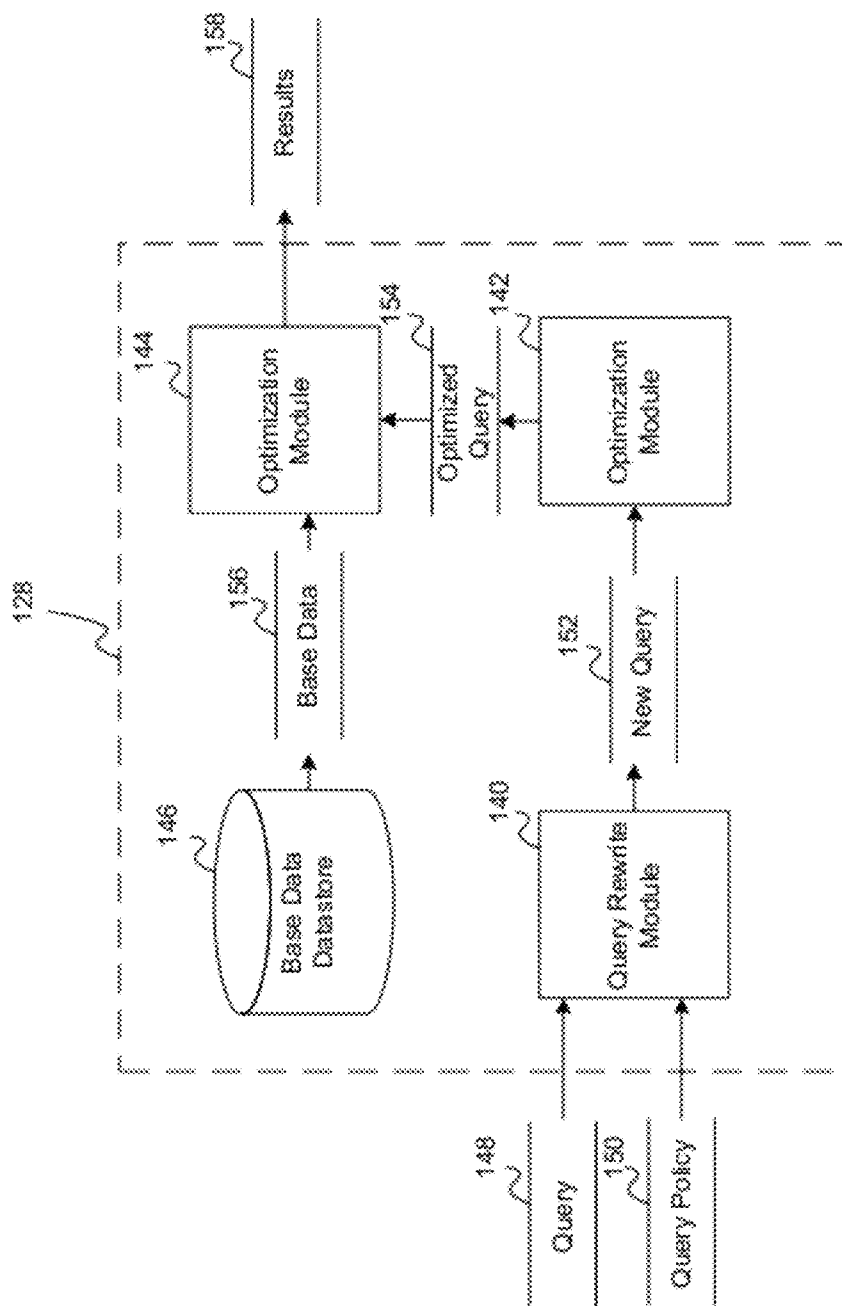 128
158
Results
144
Optimization
Module
154
Optimized
Query
142
Optimization
Module
156
Base Data
152
New Query
146
Base Data
Datastore
140
Query Rewrite
Module
148
Query
150
Query Policy